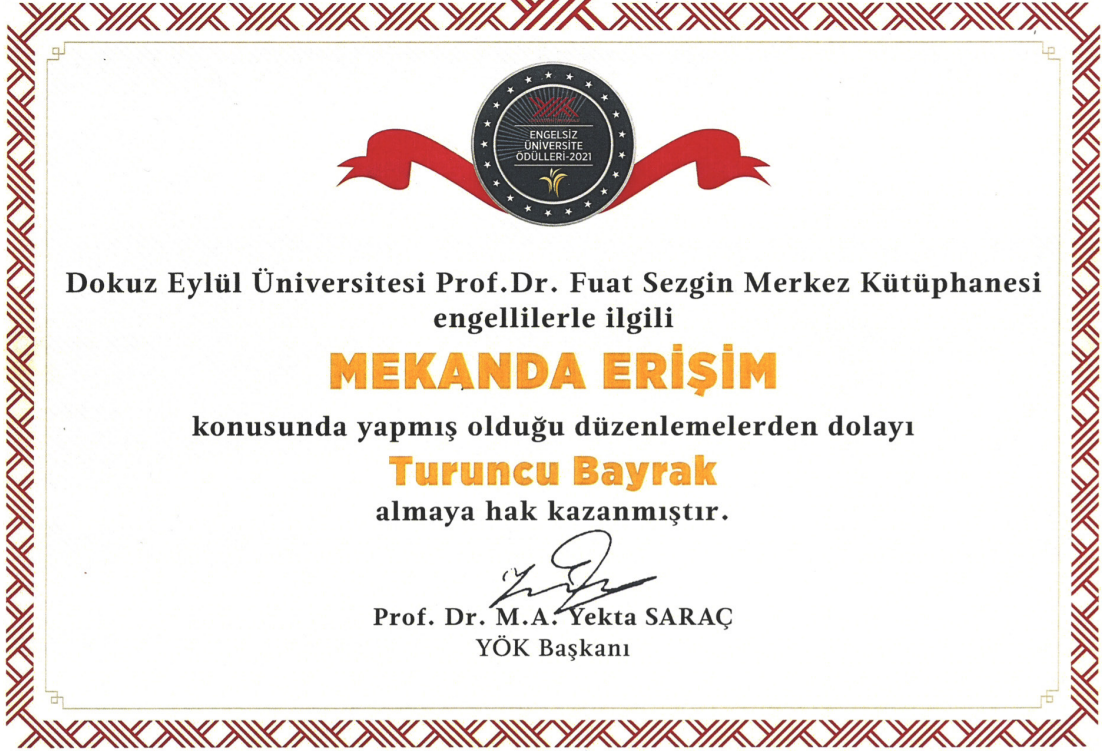 ENGELSİZ
ÜNİVERSİTE
ÖDÜLLERİ-2021
Dokuz Eylül Üniversitesi Prof.Dr. Fuat Sezgin Merkez Kütüphanesi
engellilerle ilgili
MEKANDA ERİŞİM
konusunda yapmış olduğu düzenlemelerden dolayı
Turuncu Bayrak
almaya hak kazanmıştır.
Prof. Dr. M.A. Yekta SARAÇ
YÖK Başkanı